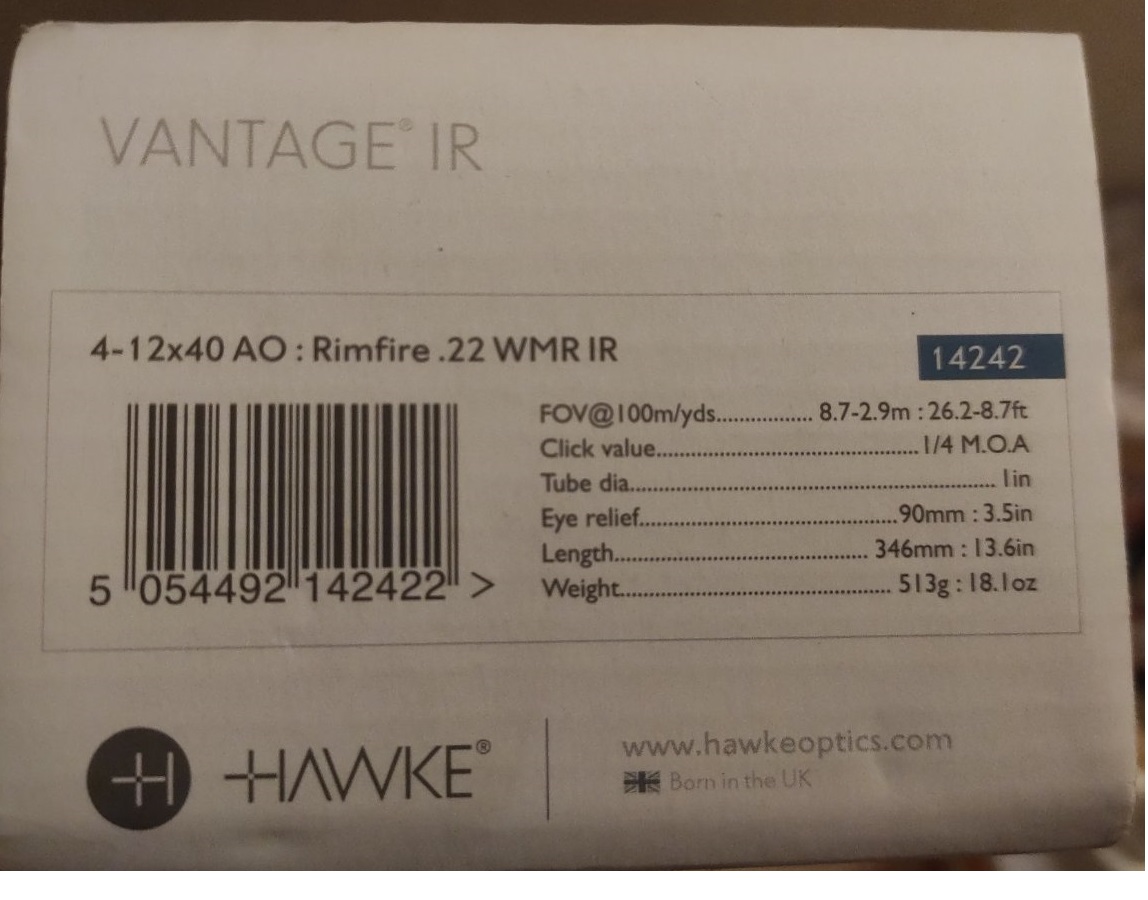 VANTAGE® IR
4-12x40 AO : Rimfire .22 WMR IR
14242
FOV@100m/yds................ 8.7-2.9m : 26.2-8.7ft
Click value............................................1/4 M.O.A
Tube dia............................................................. 1in
Eye relief...........................................90mm : 3.5in
Length.......................................... 346mm : 13.6in
Weight............................................. 513g : 18.1oz
5 054492 142422 >
HAWKE®
www.hawkeoptics.com
Born in the UK